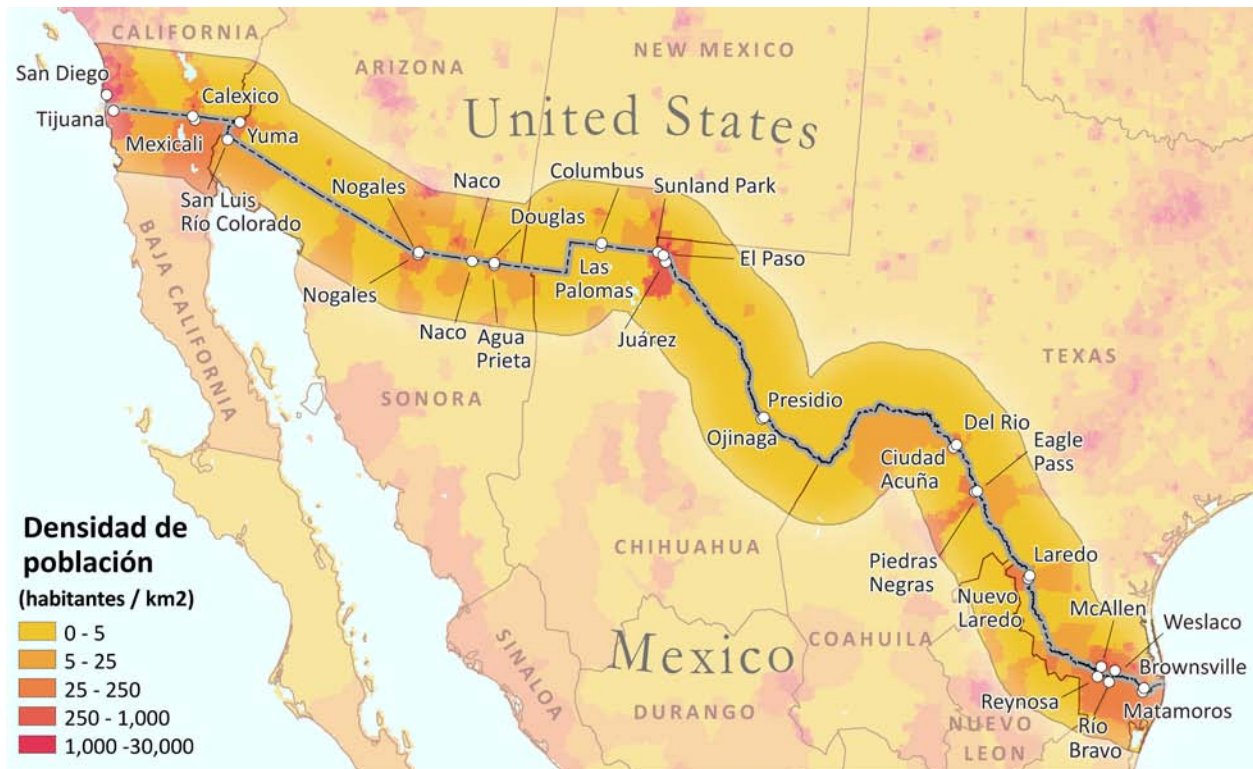 CALIFORNIA
ARIZONA
NEW MEXICO
United States
San Diego
Tijuana
Calexico
Mexicali
Yuma
San Luis
Río Colorado
Nogales
Naco
Columbus
Sunland Park
Douglas
El Paso
Nogales
Naco
Agua
Prieta
Las
Palomas
Juárez
BAJA CALIFORNIA
SONORA
TEXAS
Presidio
Ojinaga
Del Rio
Eagle
Pass
Ciudad
Acuña
CHIHUAHUA
Piedras
Negras
Laredo
Nuevo
Laredo
McAllen
Weslaco
COAHUILA
Mexico
SINALOA
Brownsville
Reynosa
Matamoros
DURANGO
NUEVO
LEON
Río
Bravo
Densidad de
población
(habitantes / km2)
0 - 5
5 - 25
25 - 250
250 - 1,000
1,000 -30,000